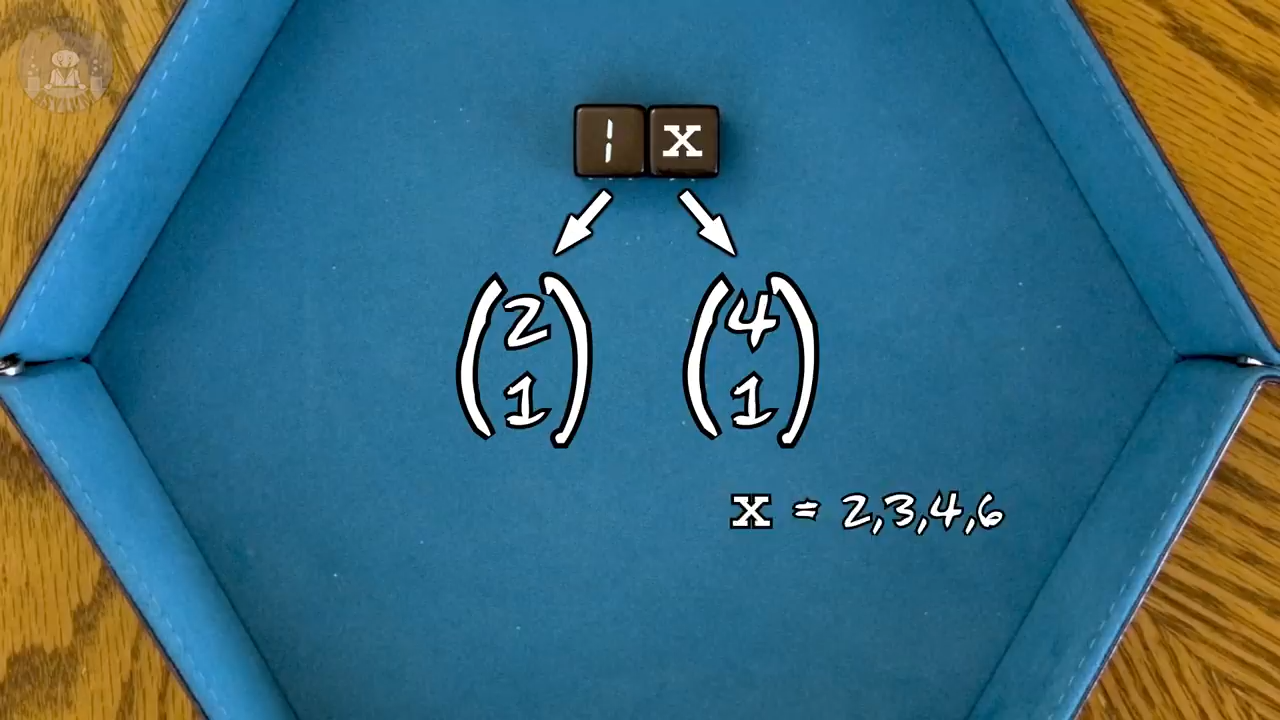 1 X
(2 1) (4 1)
X = 2,3,4,6